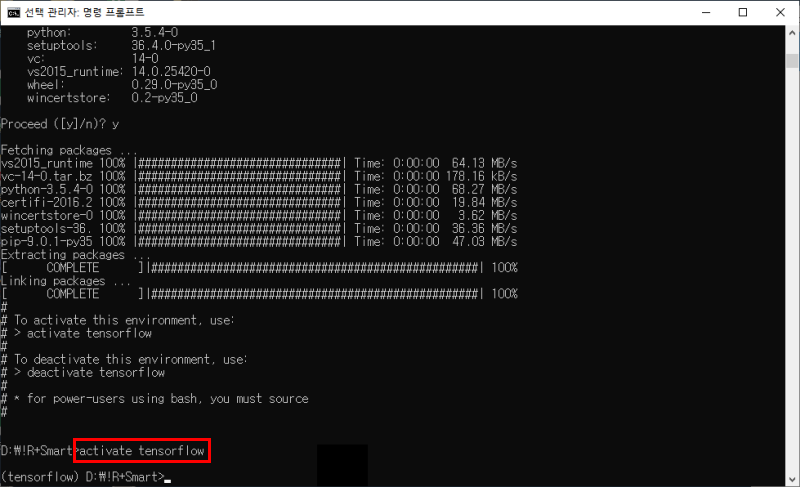 선택 관리자: 명령 프롬프트
python: 3.5.4-0
setuptools: 36.4.0-py35_1
vc: 14-0
vs2015_runtime: 14.0.25420-0
wheel: 0.29.0-py35_0
wincertstore: 0.2-py35_0
Proceed ([y]/n)? y
Fetching packages ...
vs2015_runtime 100% |###############################| Time: 0:00:00 64.13 MB/s
vc-14-0.tar.bz 100% |###############################| Time: 0:00:00 178.16 kB/s
python-3.5.4-0 100% |###############################| Time: 0:00:00 68.27 MB/s
certifi-2016.2 100% |###############################| Time: 0:00:00 19.84 MB/s
wincertstore-0 100% |###############################| Time: 0:00:00 3.62 MB/s
setuptools-36. 100% |###############################| Time: 0:00:00 36.36 MB/s
pip-9.0.1-py35 100% |###############################| Time: 0:00:00 47.03 MB/s
Extracting packages ...
[ COMPLETE ]|##################################################| 100%
Linking packages ...
[ COMPLETE ]|##################################################| 100%
#
# To activate this environment, use:
# > activate tensorflow
#
# To deactivate this environment, use:
# > deactivate tensorflow
#
# * for power-users using bash, you must source
#
D:₩!R+Smart>activate tensorflow
(tensorflow) D:₩!R+Smart>